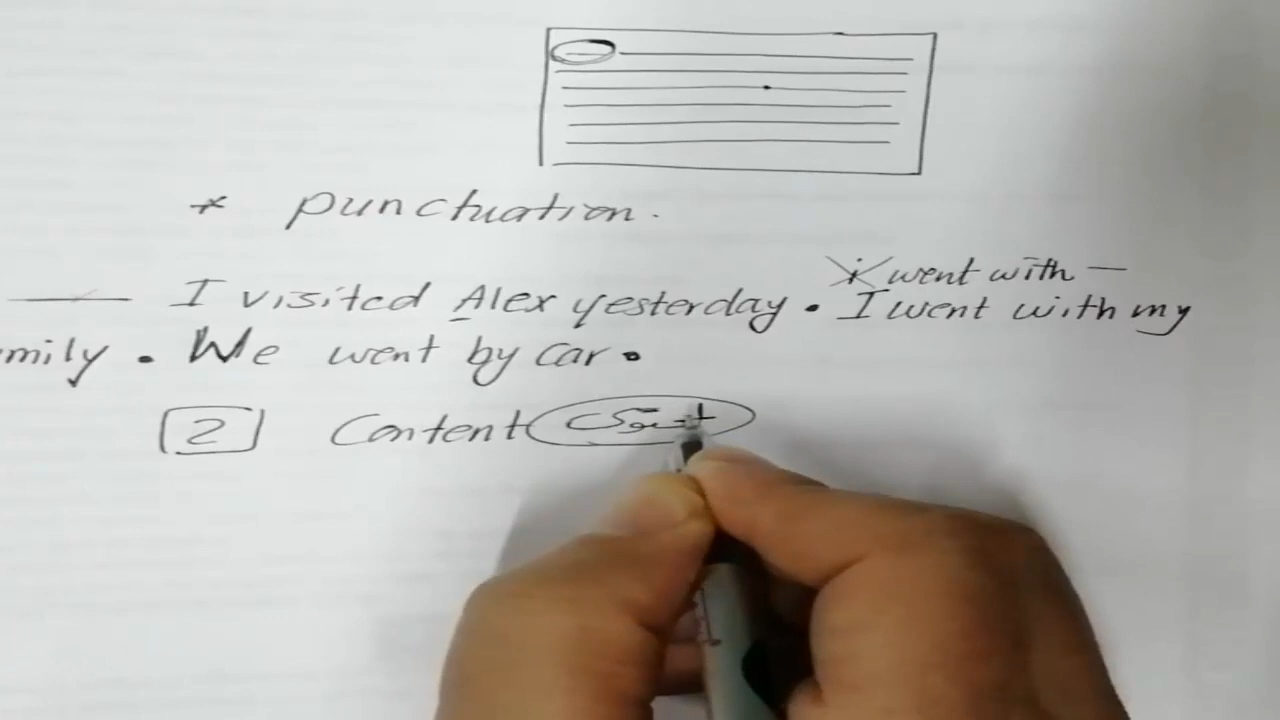 * punctuation.
i went with —
I visited Alex yesterday. I went with my
mily. We went by car.
2 Content